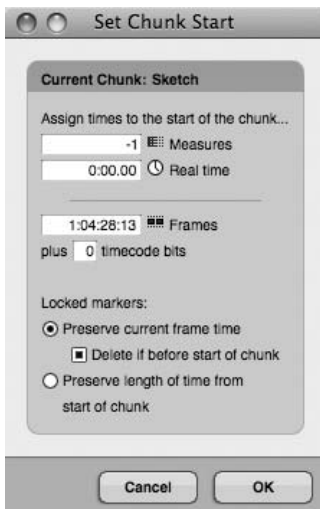 Set Chunk Start
Current Chunk: Sketch
Assign times to the start of the chunk...
-1 Measures
0:00.00 Real time
1:04:28:13 Frames
plus 0 timecode bits
Locked markers:
Preserve current frame time
Delete if before start of chunk
Preserve length of time from
start of chunk
Cancel OK